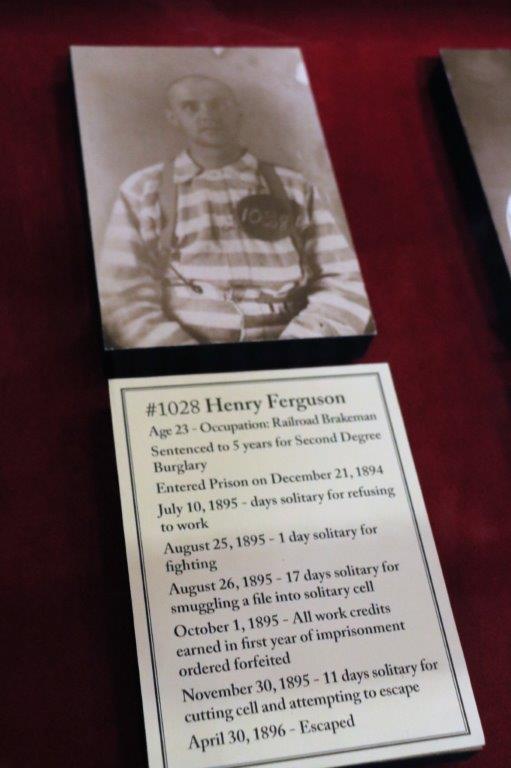 1028
#1028 Henry Ferguson
Age 23 - Occupation: Railroad Brakeman
Sentenced to 5 years for Second Degree
Burglary
Entered Prison on December 21, 1894
July 10, 1895 - days solitary for refusing
to work
August 25, 1895 - 1 day solitary for
fighting
August 26, 1895 - 17 days solitary for
smuggling a file into solitary cell
October 1, 1895 - All work credits
earned in first year of imprisonment
ordered forfeited
November 30, 1895 - 11 days solitary for
cutting cell and attempting to escape
April 30, 1896 - Escaped